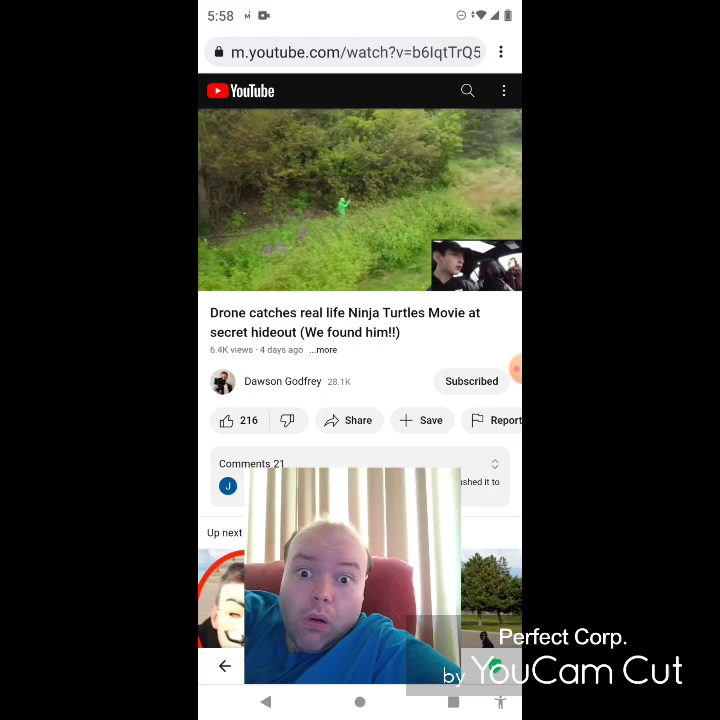 5:58
m.youtube.com/watch?v=b6IqtTrQ5
YouTube
Drone catches real life Ninja Turtles Movie at
secret hideout (We found him!!)
6.4K views · 4 days ago ...more
Dawson Godfrey 28.1K Subscribed
216 Share Save Report
Comments 21
J ushed it to
Up next
Perfect Corp.
by YouCam Cut